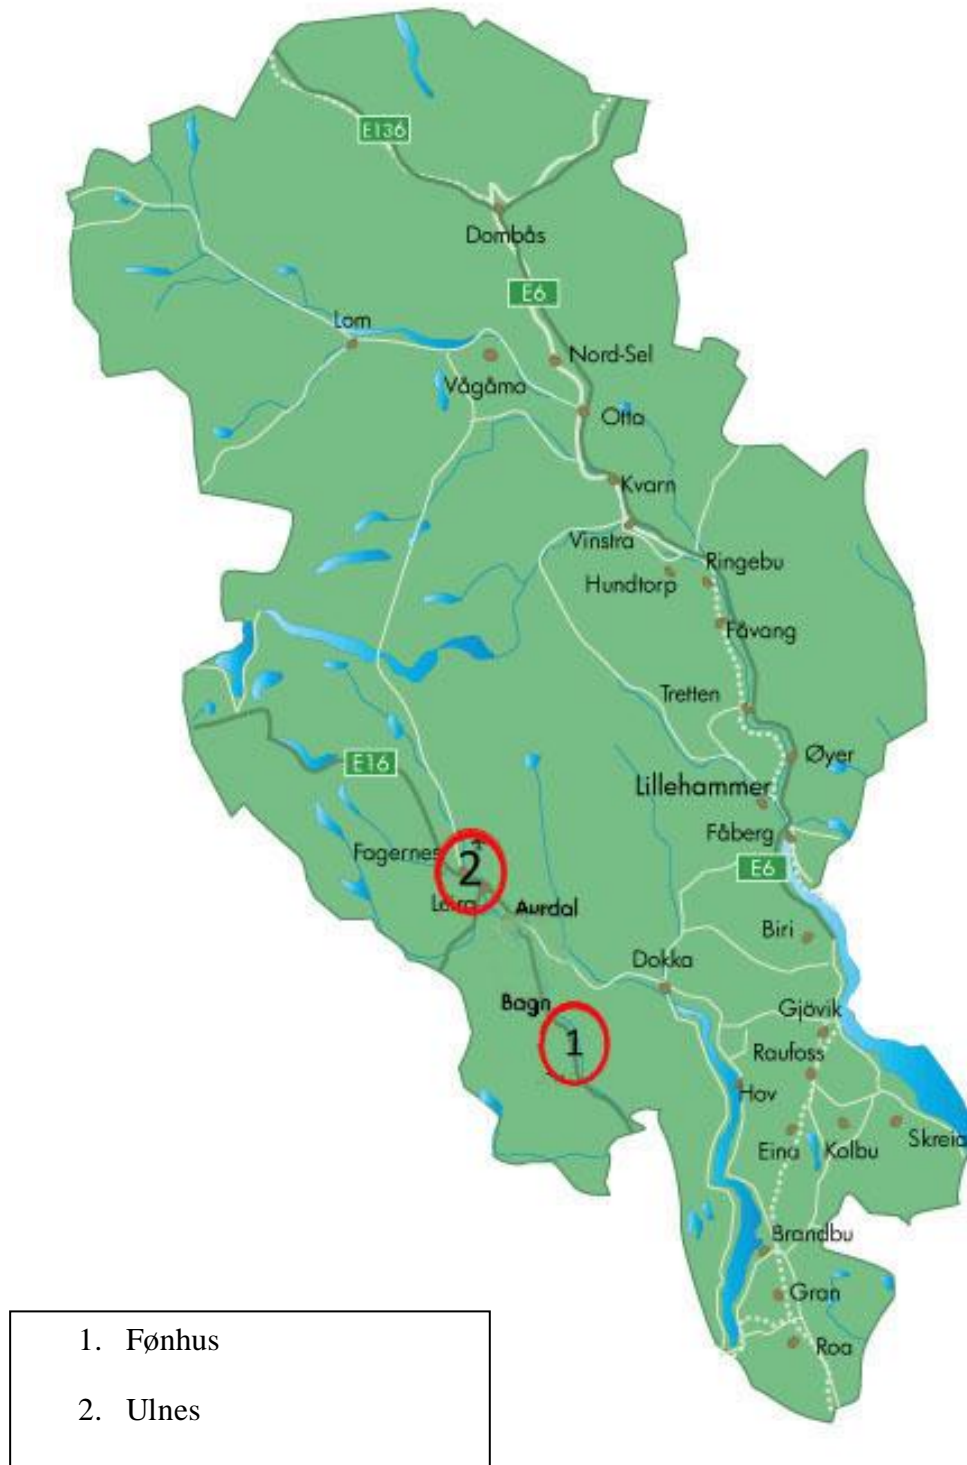 E136
Dombås
E6
Lom
Nord-Sel
Vågåmo
Otta
Kvarn
Vinstra
Ringebu
Hundtorp
Fåvang
Tretten
E16
Øyer
Lillehammer
Fåberg
Fagernes
2
E6
Leira
Aurdal
Biri
Dokka
Bagn
Gjövik
1
Raufoss
Hov
Eina
Kolbu
Skreia
Brandbu
Gran
Roa
1. Fønhus
2. Ulnes